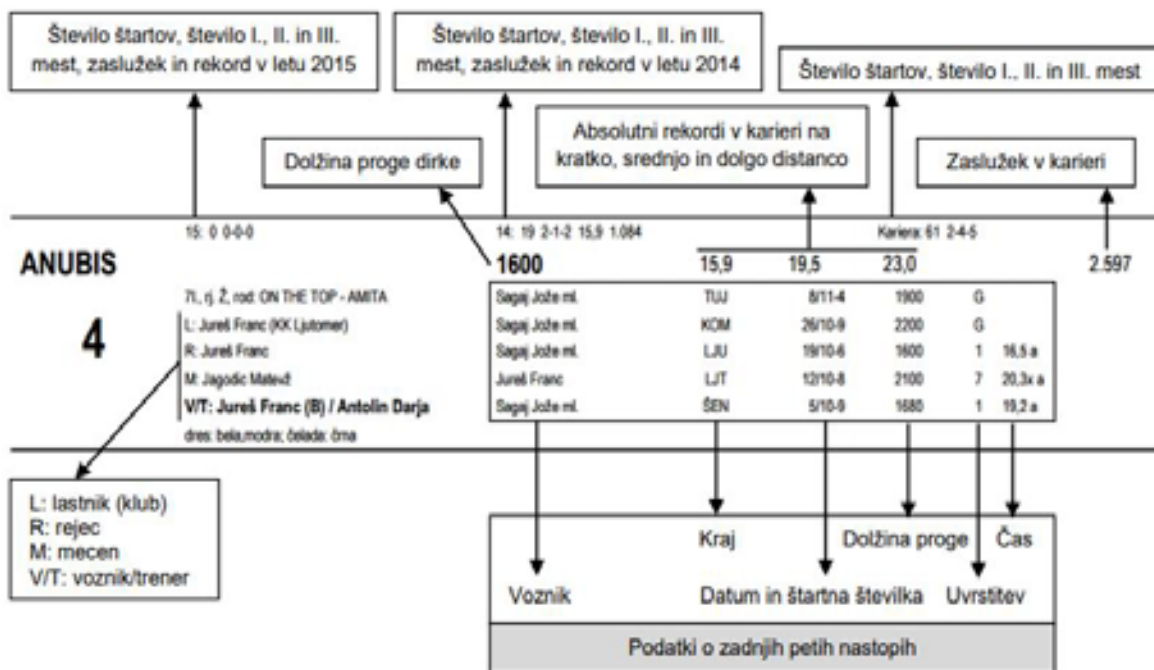 Število štartov, število I., II. in III.
mest, zaslužek in rekord v letu 2015
Število štartov, število I., II. in III.
mest, zaslužek in rekord v letu 2014
Število štartov, število I., II. in III. mest
Dolžina proge dirke
Absolutni rekordi v karieri na
kratko, srednjo in dolgo distanco
Zaslužek v karieri
15: 0 0-0-0
14: 19 2-1-2 15,9 1.084
Kariera: 61 2-4-5
ANUBIS
1600 15,9 19,5 23,0 2.597
4
7l., rj. Ž, rod: ON THE TOP - AMITA
L: Jureš Franc (KK Ljutomer)
R: Jureš Franc
M: Jagodic Matevž
V/T: Jureš Franc (B) / Antolin Darja
dres: bela,modra; čelada: črna
Sagaj Jože ml. TUJ 8/11-4 1900 G
Sagaj Jože ml. KOM 26/10-9 2200 G
Sagaj Jože ml. LJU 19/10-6 1600 1 16,5 a
Jureš Franc LJT 12/10-8 2100 7 20,3x a
Sagaj Jože ml. ŠEN 5/10-9 1680 1 19,2 a
L: lastnik (klub)
R: rejec
M: mecen
V/T: voznik/trener
Kraj Dolžina proge Čas
Voznik Datum in štartna številka Uvrstitev
Podatki o zadnjih petih nastopih